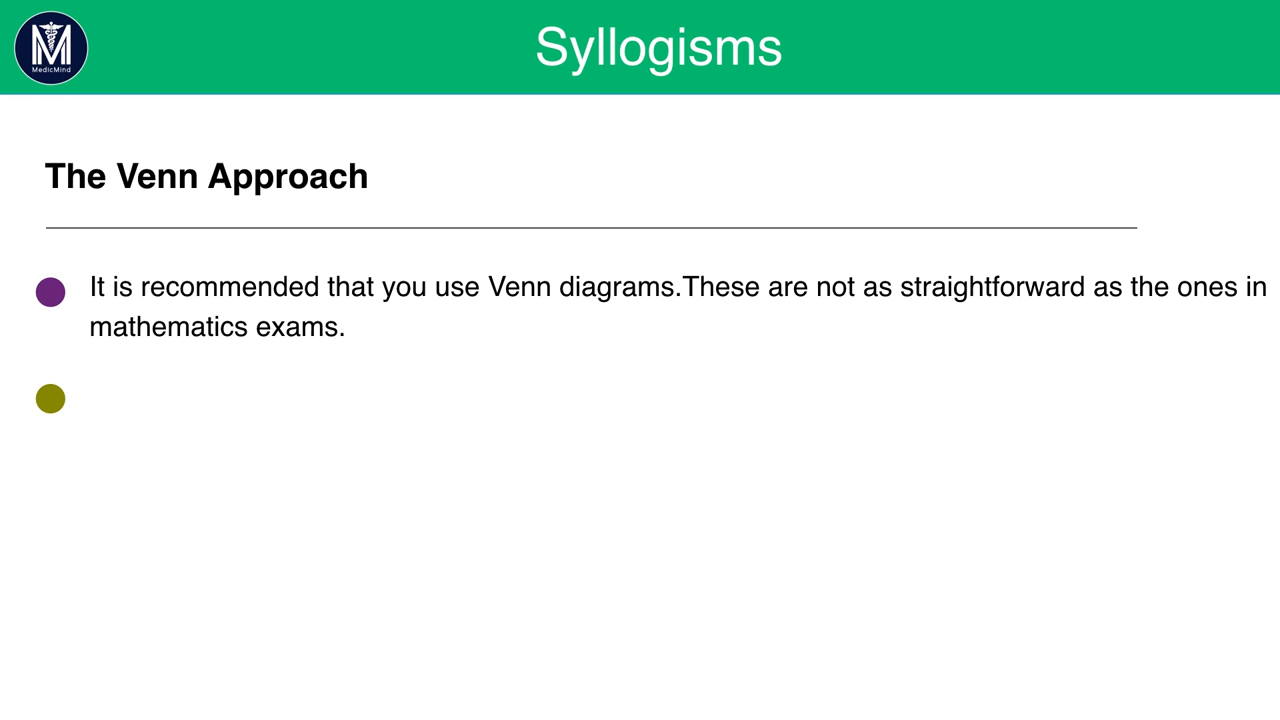 MedicMind
Syllogisms
The Venn Approach
It is recommended that you use Venn diagrams.These are not as straightforward as the ones in
mathematics exams.